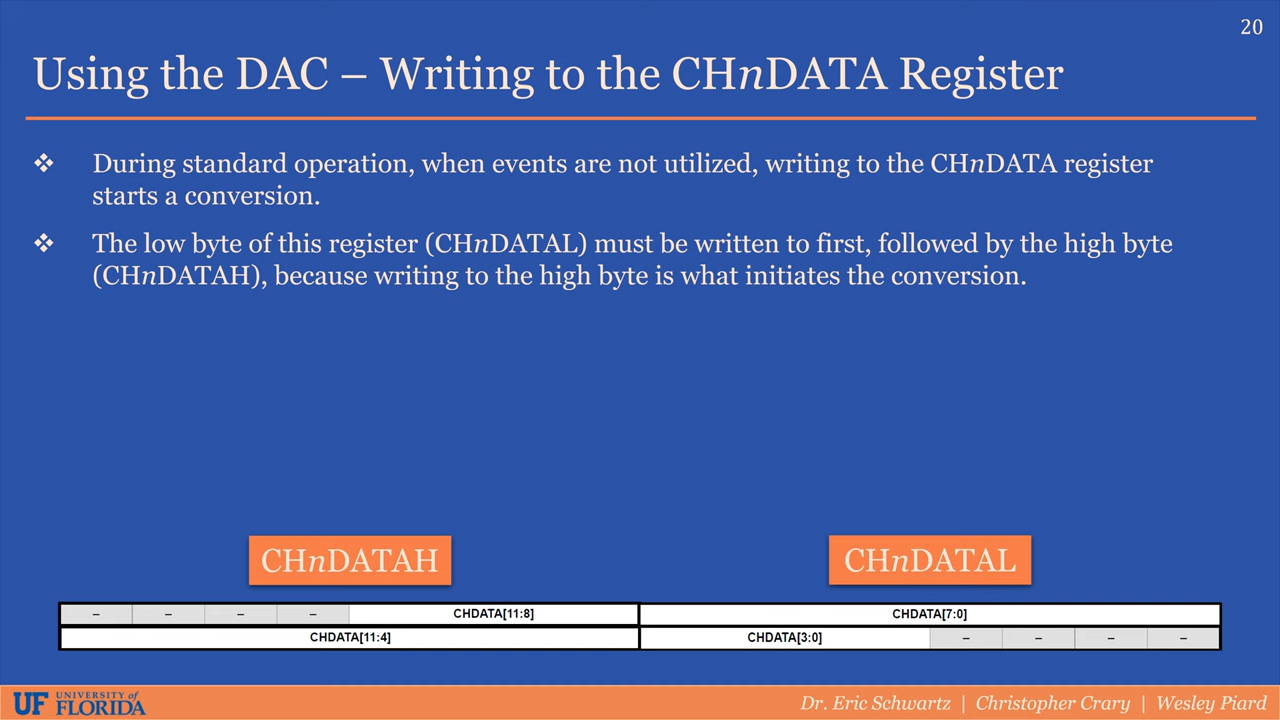 20
Using the DAC – Writing to the CHnDATA Register
❖ During standard operation, when events are not utilized, writing to the CHnDATA register
starts a conversion.
❖ The low byte of this register (CHnDATAL) must be written to first, followed by the high byte
(CHnDATAH), because writing to the high byte is what initiates the conversion.
CHnDATAH CHnDATAL
– – – – CHDATA[11:8] CHDATA[7:0]
CHDATA[11:4] CHDATA[3:0] – – – –
UF UNIVERSITY of
FLORIDA
Dr. Eric Schwartz | Christopher Crary | Wesley Piard